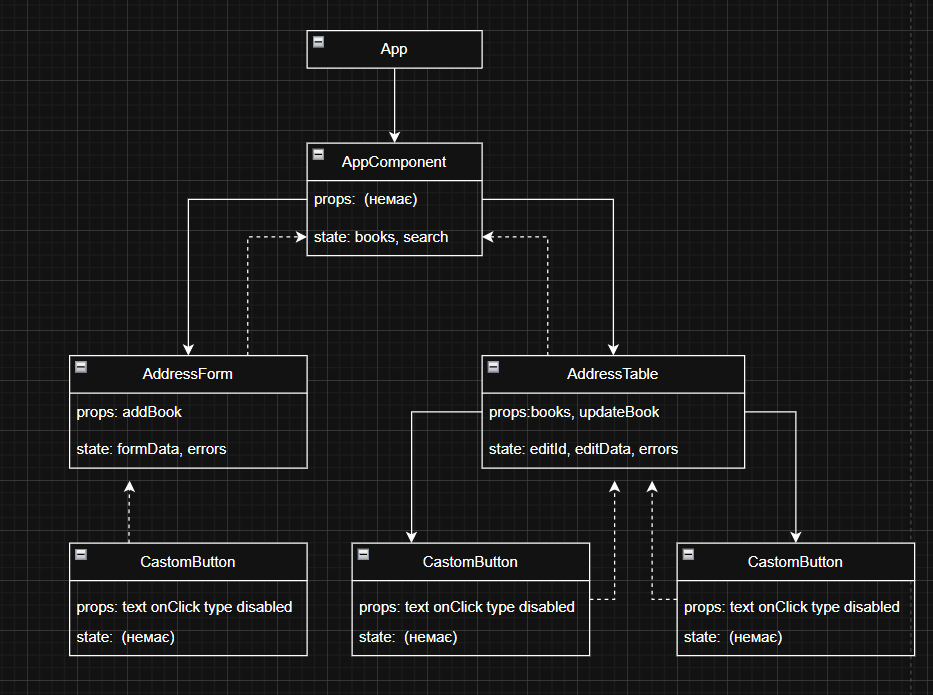 App
AppComponent
props:  (немає)
state: books, search
AddressForm
props: addBook
state: formData, errors
AddressTable
props:books, updateBook
state: editId, editData, errors
CastomButton
props: text onClick type disabled
state:  (немає)
CastomButton
props: text onClick type disabled
state:  (немає)
CastomButton
props: text onClick type disabled
state:  (немає)